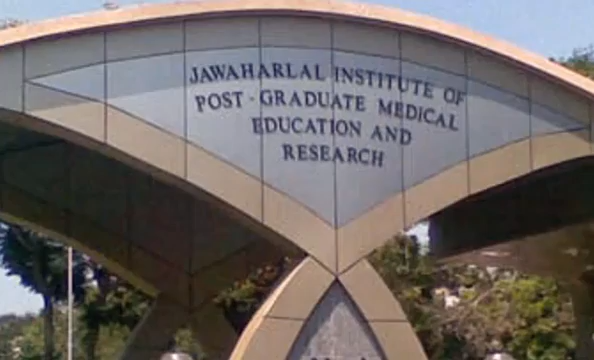 JAWAHARLAL INSTITUTE OF
POST-GRADUATE MEDICAL
EDUCATION AND
RESEARCH